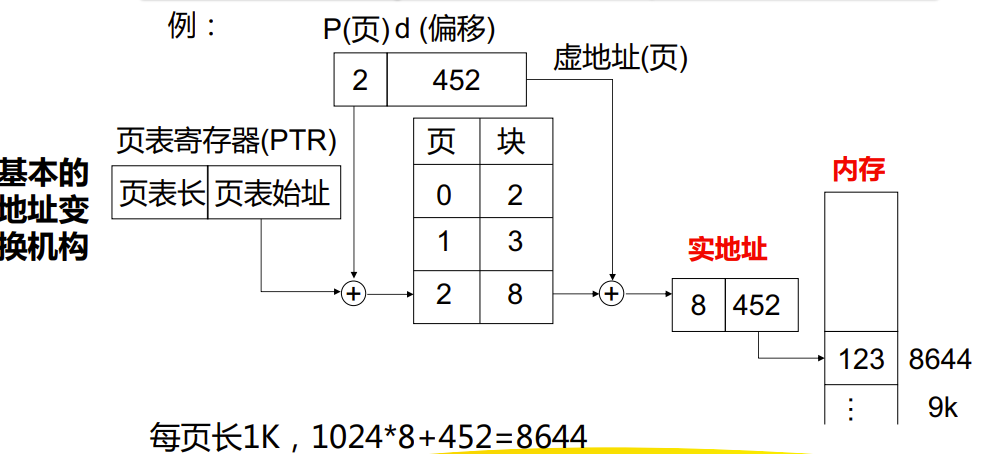 例：
P(页) d (偏移)
2 452
虚地址(页)
页表寄存器(PTR)
页表长 页表始址
基本的
地址变
换机构
页 块
0 2
1 3
2 8
+
+
实地址
8 452
内存
123 8644
⋮ 9k
每页长1K，1024*8+452=8644